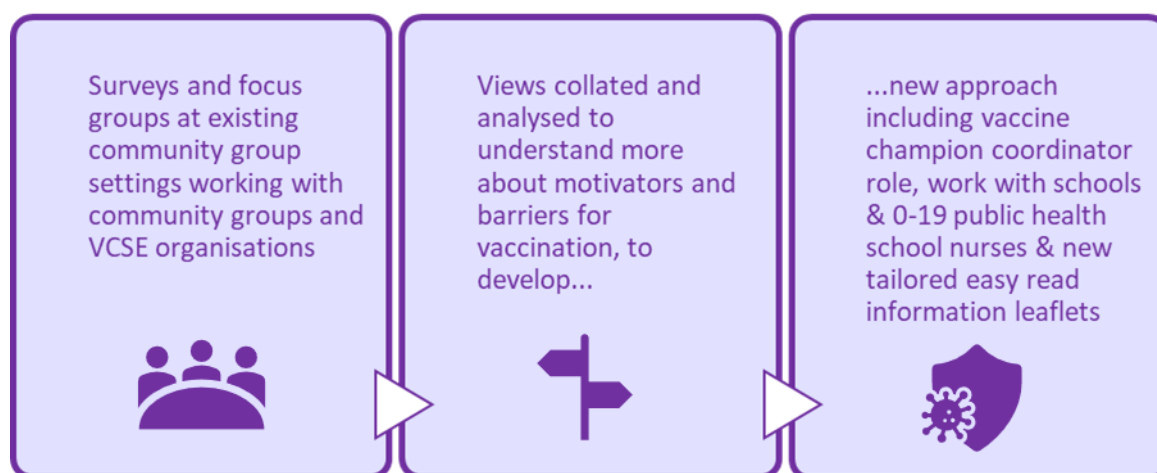 Surveys and focus
groups at existing
community group
settings working with
community groups and
VCSE organisations
Views collated and
analysed to
understand more
about motivators and
barriers for
vaccination, to
develop...
...new approach
including vaccine
champion coordinator
role, work with schools
& 0-19 public health
school nurses & new
tailored easy read
information leaflets